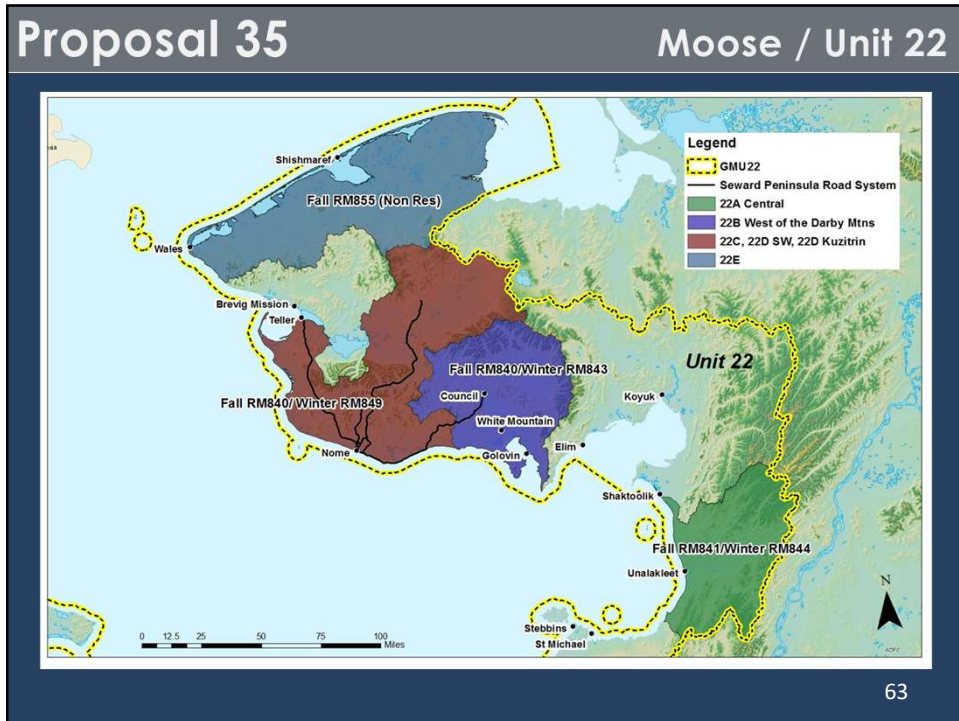 Proposal 35
Moose / Unit 22
Legend
GMU22
Seward Peninsula Road System
22A Central
22B West of the Darby Mtns
22C, 22D SW, 22D Kuzitrin
22E
Shishmaref
Fall RM855 (Non Res)
Wales
Brevig Mission
Teller
Unit 22
Fall RM840/Winter RM843
Council
Koyuk
Fall RM840/ Winter RM849
White Mountain
Nome
Golovin
Elim
Shaktoolik
Fall RM841/Winter RM844
Unalakleet
N
Stebbins
St Michael
0 12.5 25 50 75 100
Miles
ADFG
63